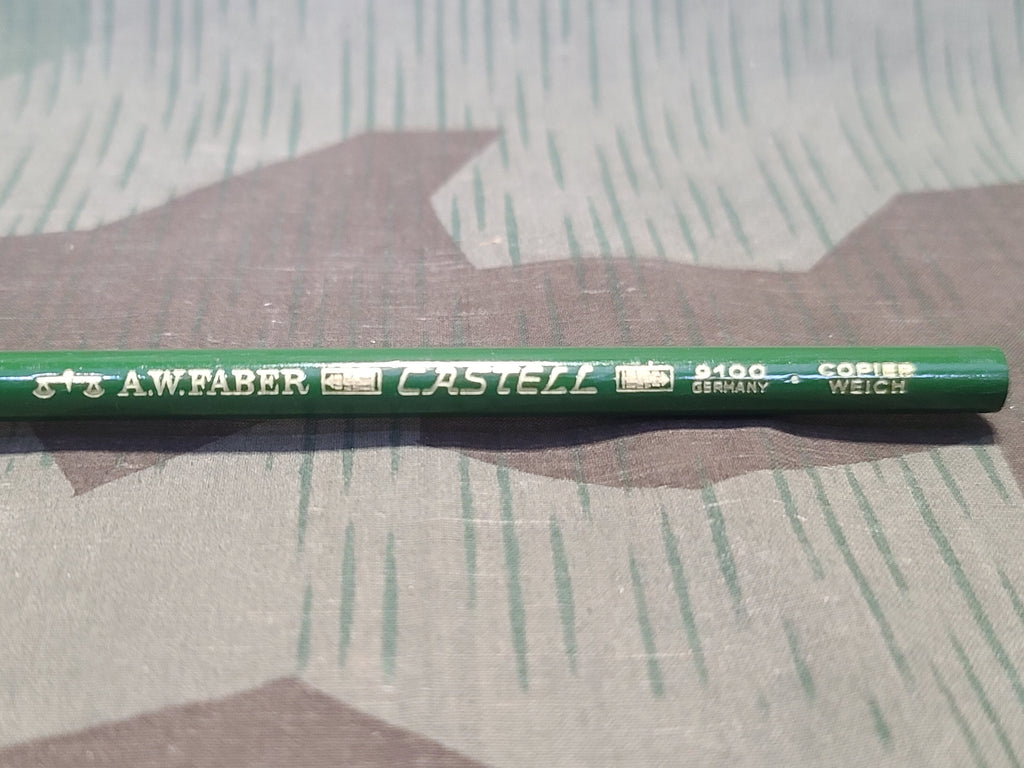 A.W.FABER CASTELL 9100 GERMANY COPIER WEICH